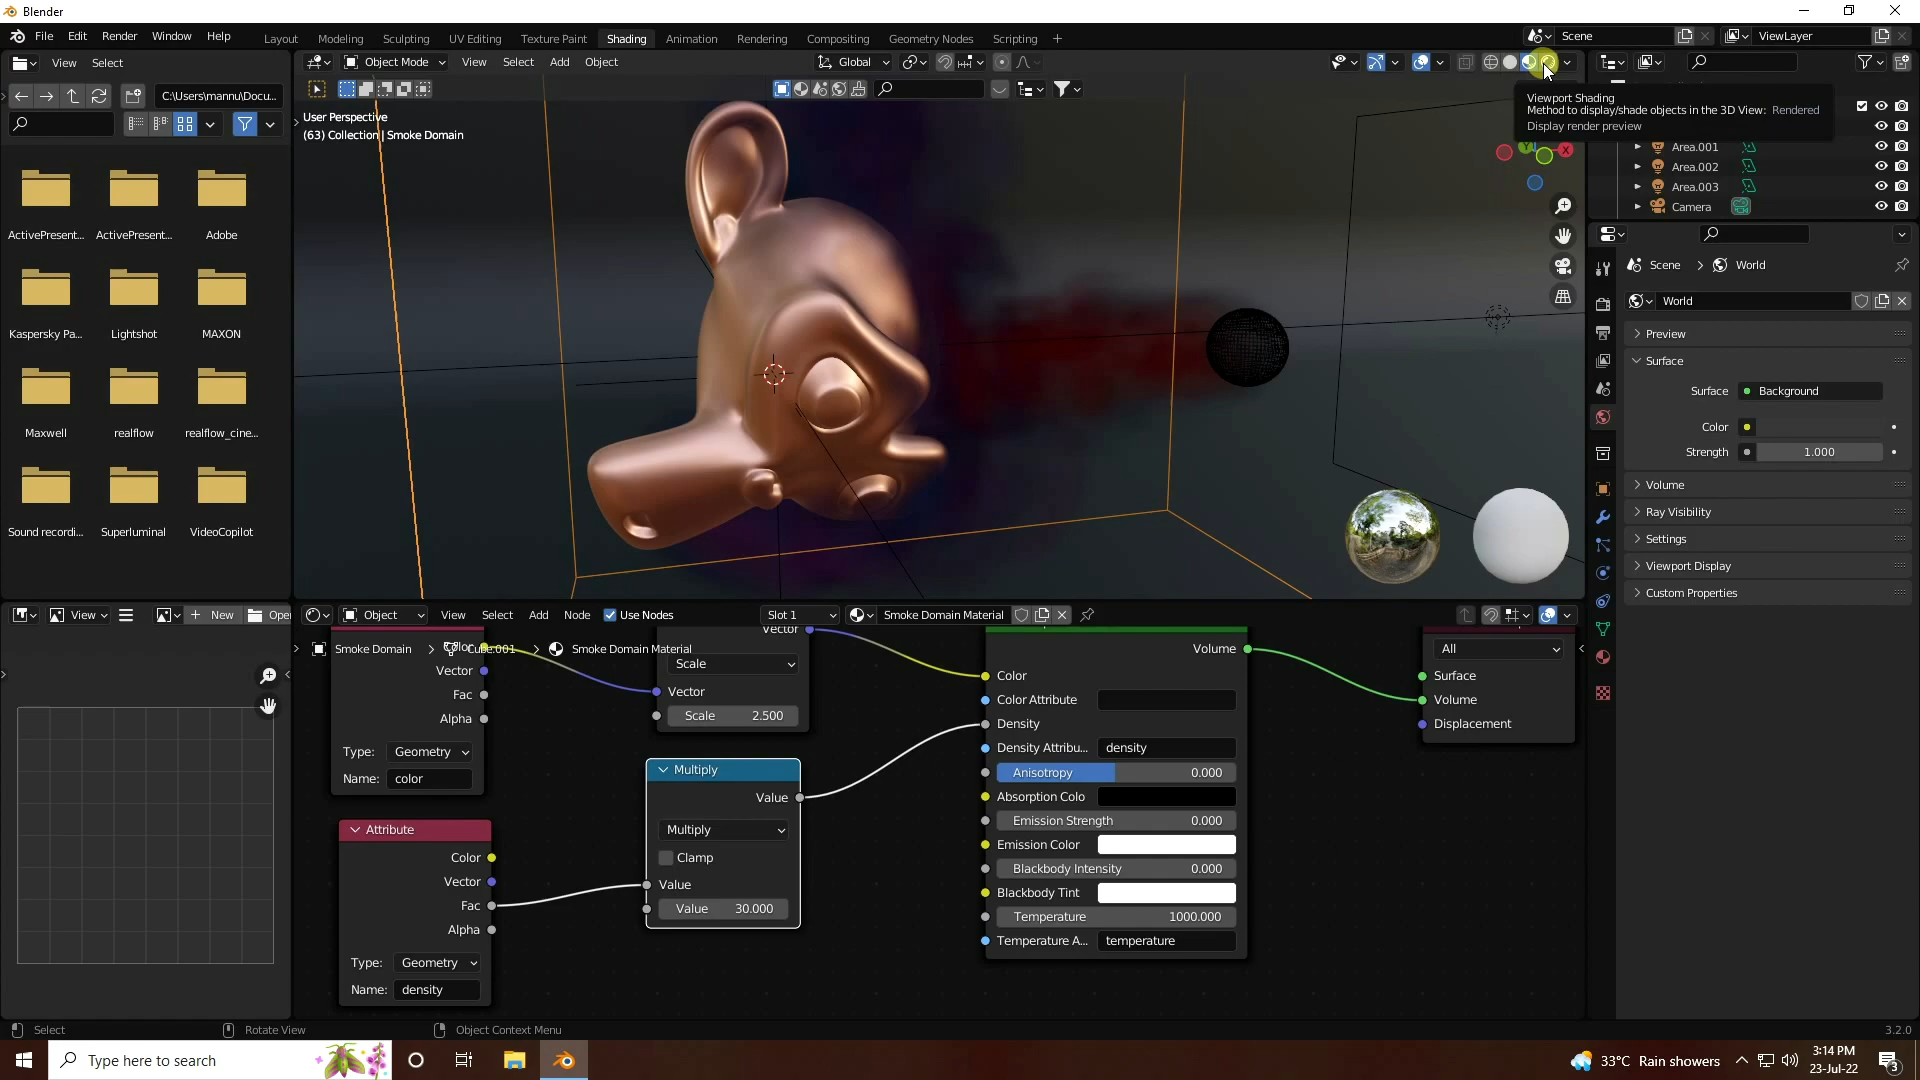 Blender
File Edit Render Window Help
Layout Modeling Sculpting UV Editing Texture Paint Shading Animation Rendering Compositing Geometry Nodes Scripting +
Scene
ViewLayer
View Select
Object Mode View Select Add Object
Global
C:\Users\mannu\Docu...
User Perspective
(63) Collection | Smoke Domain
Viewport Shading
Method to display/shade objects in the 3D View: Rendered
Display render preview
X
Y
Area.001
Area.002
Area.003
Camera
ActivePresent... ActivePresent... Adobe
Kaspersky Pa... Lightshot MAXON
Maxwell realflow realflow_cine...
Sound recordi... Superluminal VideoCopilot
Scene > World
World
Preview
Surface
Surface Background
Color
Strength 1.000
Volume
Ray Visibility
Settings
Viewport Display
Custom Properties
View + New Open
Object View Select Add Node Use Nodes Slot 1 Smoke Domain Material
Smoke Domain > Cube.001 > Smoke Domain Material
Color
Vector
Fac
Alpha
Type: Geometry
Name: color
Vector
Scale
Vector
Scale 2.500
Attribute
Color
Vector
Fac
Alpha
Type: Geometry
Name: density
Multiply
Value
Multiply
Clamp
Value
Value 30.000
Volume
Color
Color Attribute
Density
Density Attribu... density
Anisotropy 0.000
Absorption Colo
Emission Strength 0.000
Emission Color
Blackbody Intensity 0.000
Blackbody Tint
Temperature 1000.000
Temperature A... temperature
All
Surface
Volume
Displacement
Select Rotate View Object Context Menu 3.2.0
Type here to search
33°C Rain showers
3:14 PM
23-Jul-22
3